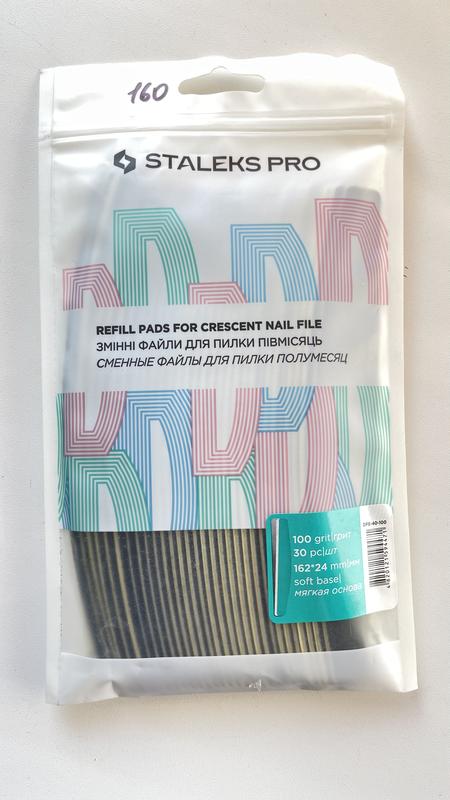 160
STALEKS PRO
REFILL PADS FOR CRESCENT NAIL FILE
ЗМІННІ ФАЙЛИ ДЛЯ ПИЛКИ ПІВМІСЯЦЬ
СМЕННЫЕ ФАЙЛЫ ДЛЯ ПИЛКИ ПОЛУМЕСЯЦ
100 grit|грит
30 pc|шт
162*24 mm|мм
soft base|
мягкая основа